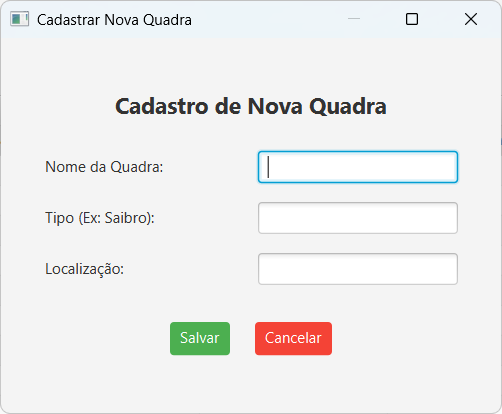 Cadastrar Nova Quadra
Cadastro de Nova Quadra
Nome da Quadra:
Tipo (Ex: Saibro):
Localização:
Salvar Cancelar